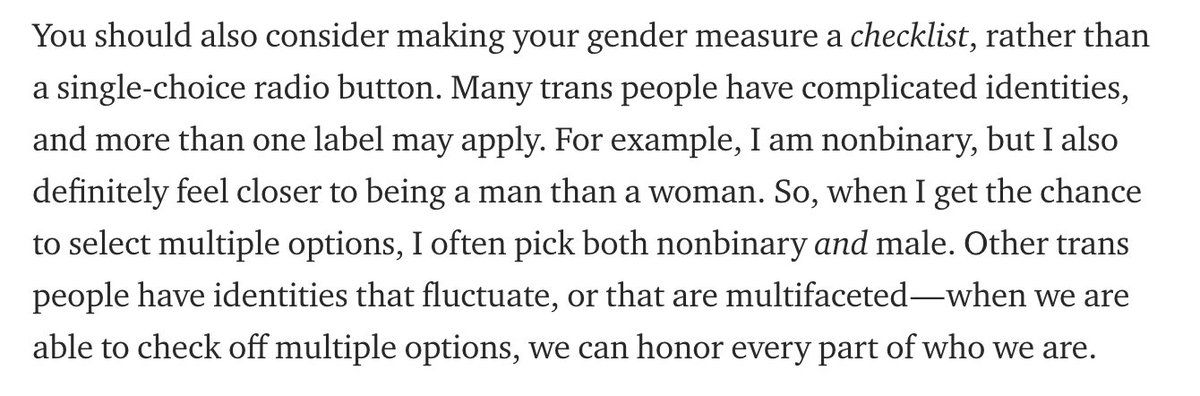 You should also consider making your gender measure a checklist, rather than
a single-choice radio button. Many trans people have complicated identities,
and more than one label may apply. For example, I am nonbinary, but I also
definitely feel closer to being a man than a woman. So, when I get the chance
to select multiple options, I often pick both nonbinary and male. Other trans
people have identities that fluctuate, or that are multifaceted—when we are
able to check off multiple options, we can honor every part of who we are.